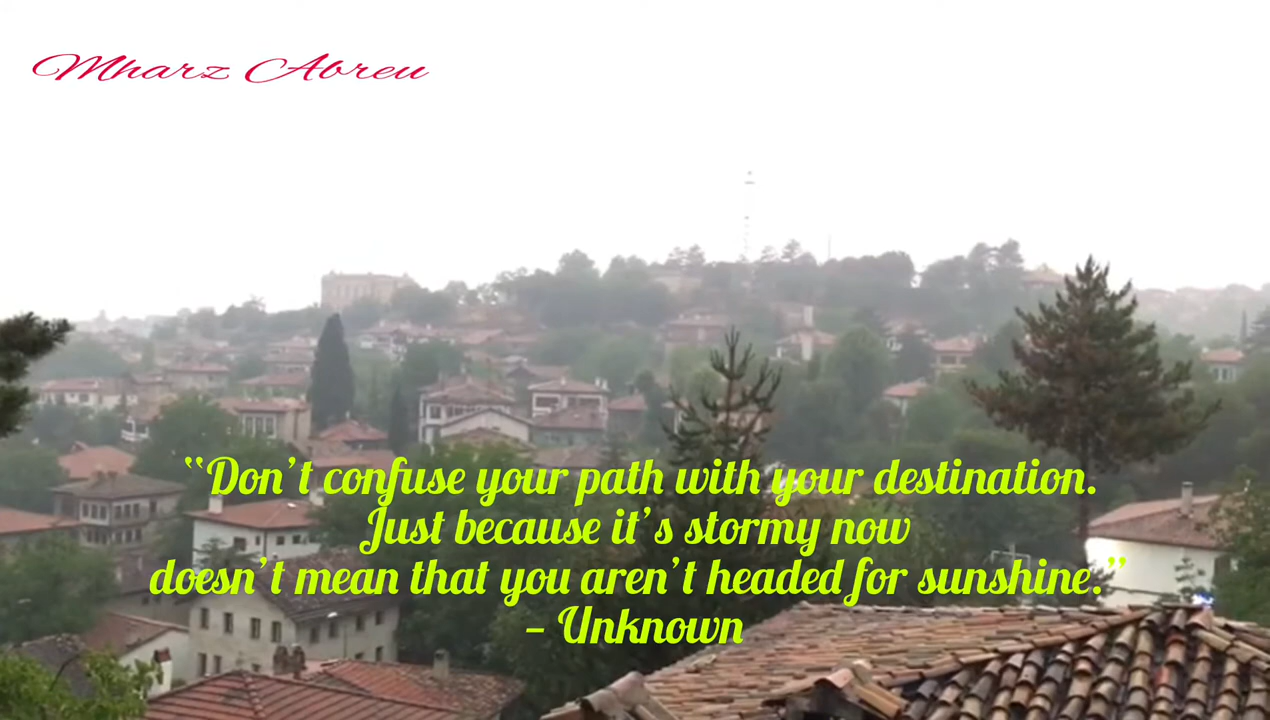 Mharz Abreu
“Don’t confuse your path with your destination.
Just because it’s stormy now
doesn’t mean that you aren’t headed for sunshine.”
– Unknown